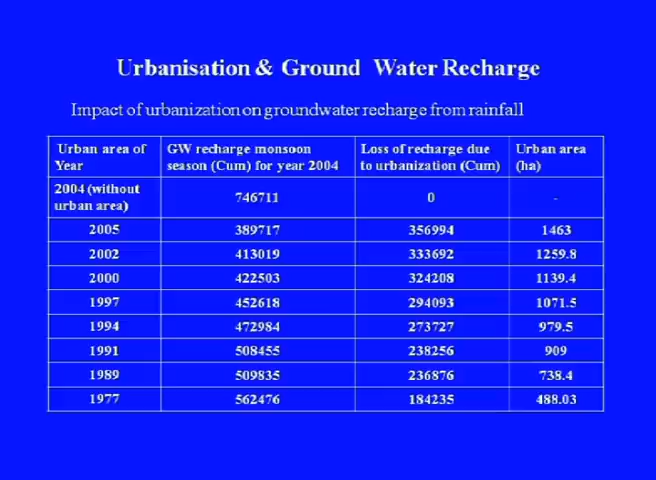 Urbanisation & Ground Water Recharge
Impact of urbanization on groundwater recharge from rainfall
Urban area of Year | GW recharge monsoon season (Cum) for year 2004 | Loss of recharge due to urbanization (Cum) | Urban area (ha)
2004 (without urban area) | 746711 | 0 | -
2005 | 389717 | 356994 | 1463
2002 | 413019 | 333692 | 1259.8
2000 | 422503 | 324208 | 1139.4
1997 | 452618 | 294093 | 1071.5
1994 | 472984 | 273727 | 979.5
1991 | 508455 | 238256 | 909
1989 | 509835 | 236876 | 738.4
1977 | 562476 | 184235 | 488.03